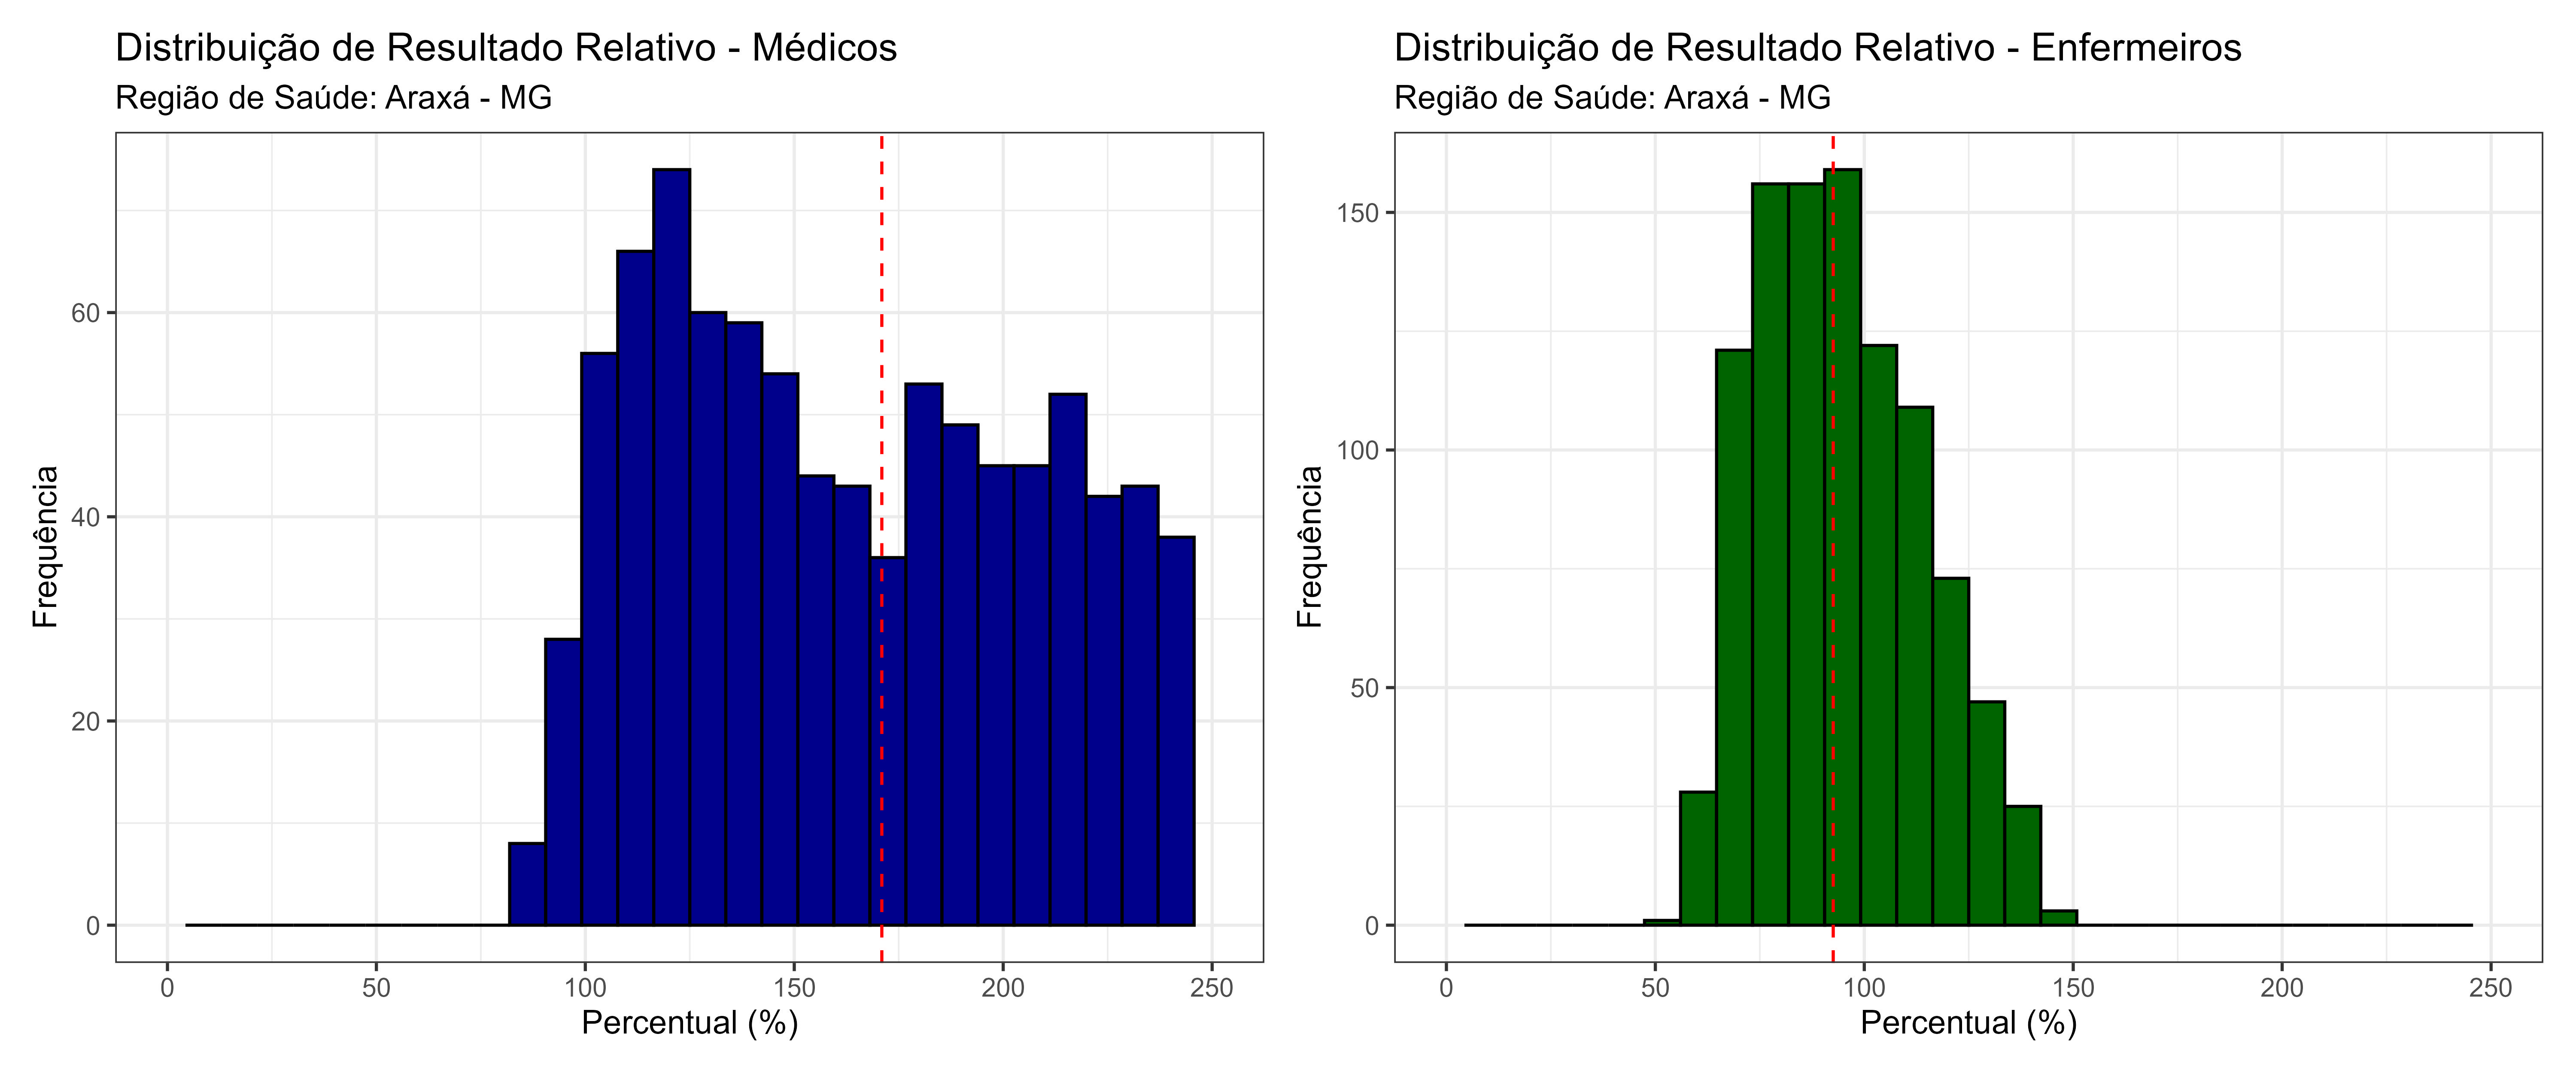 Distribuição de Resultado Relativo - Médicos
Região de Saúde: Araxá - MG
Frequência
60
40
20
0
0 50 100 150 200 250
Percentual (%)
Distribuição de Resultado Relativo - Enfermeiros
Região de Saúde: Araxá - MG
Frequência
150
100
50
0
0 50 100 150 200 250
Percentual (%)